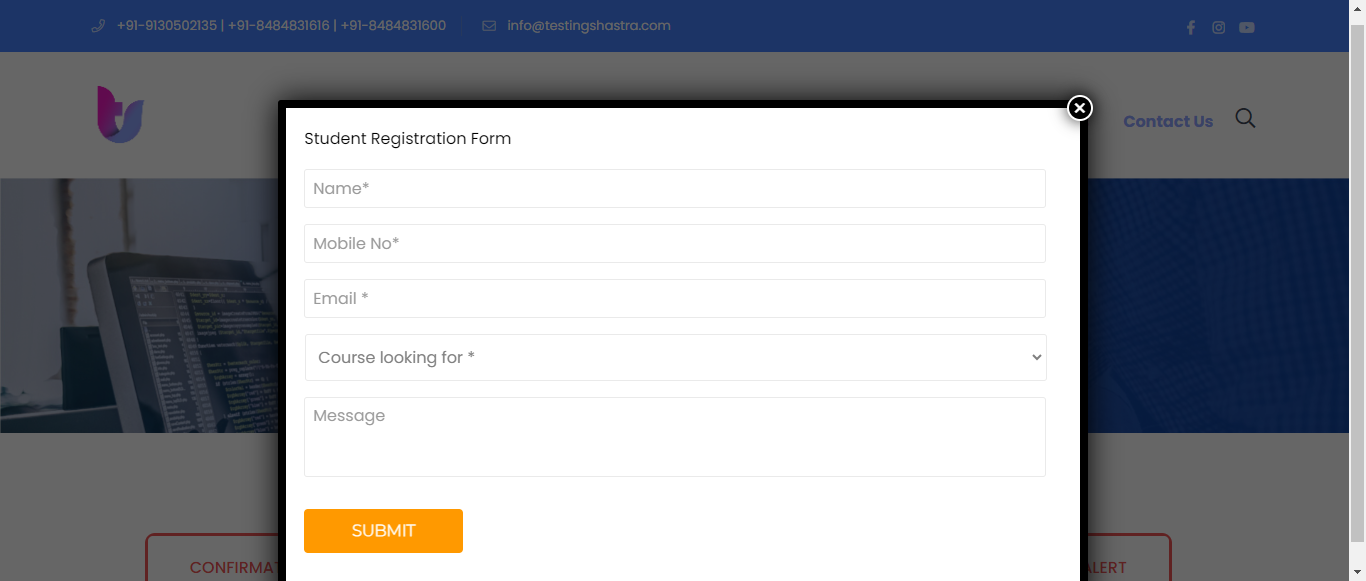 +91-9130502135 | +91-8484831616 | +91-8484831600
info@testingshastra.com
Contact Us
Student Registration Form
Name*
Mobile No*
Email *
Course looking for *
Message
SUBMIT
CONFIRMAT
ALERT